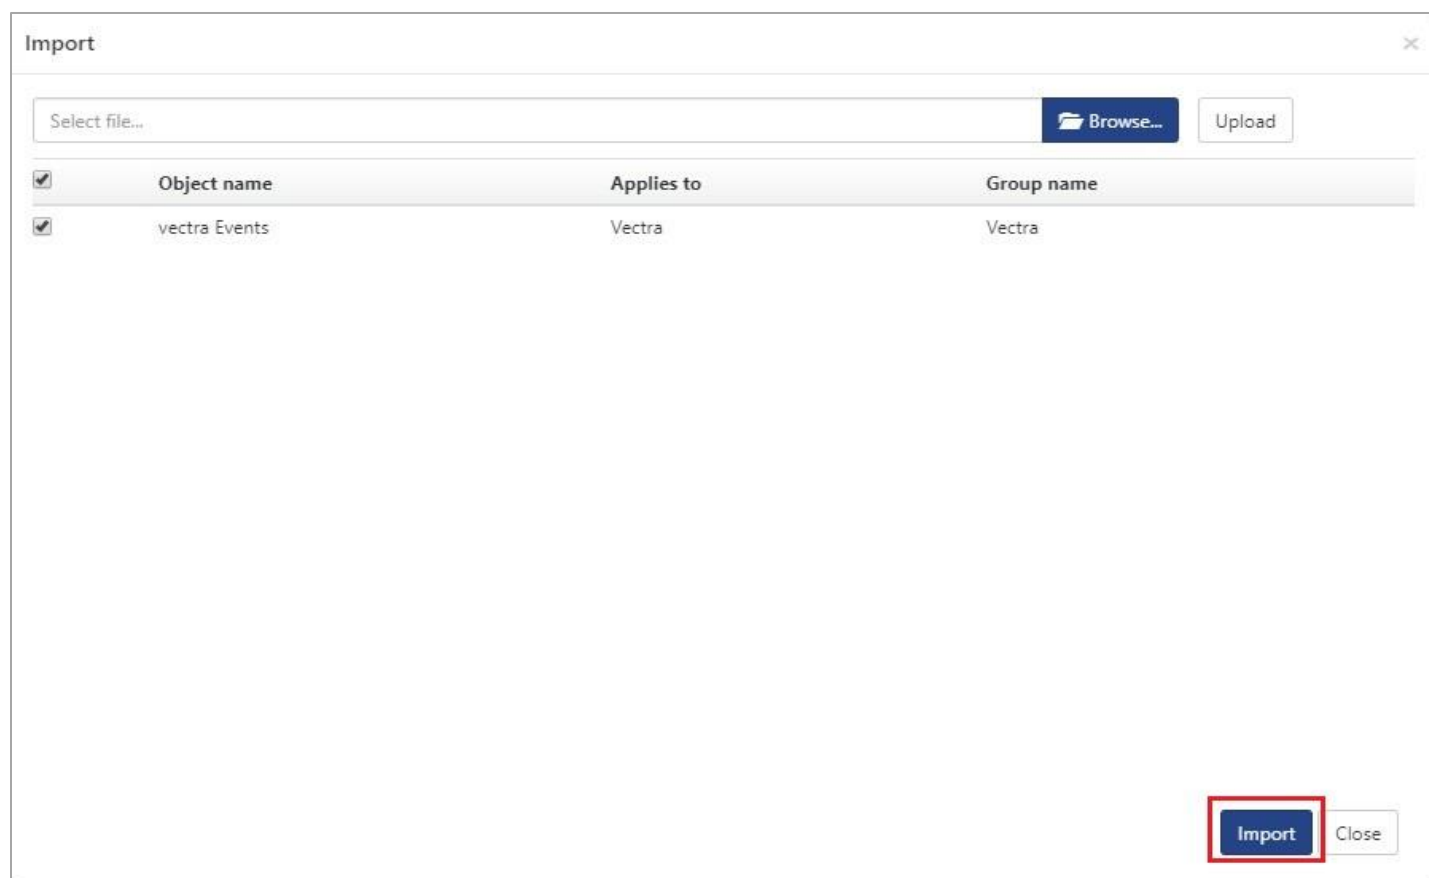 Import
Select file... Browse... Upload
Object name Applies to Group name
vectra Events Vectra Vectra
Import Close